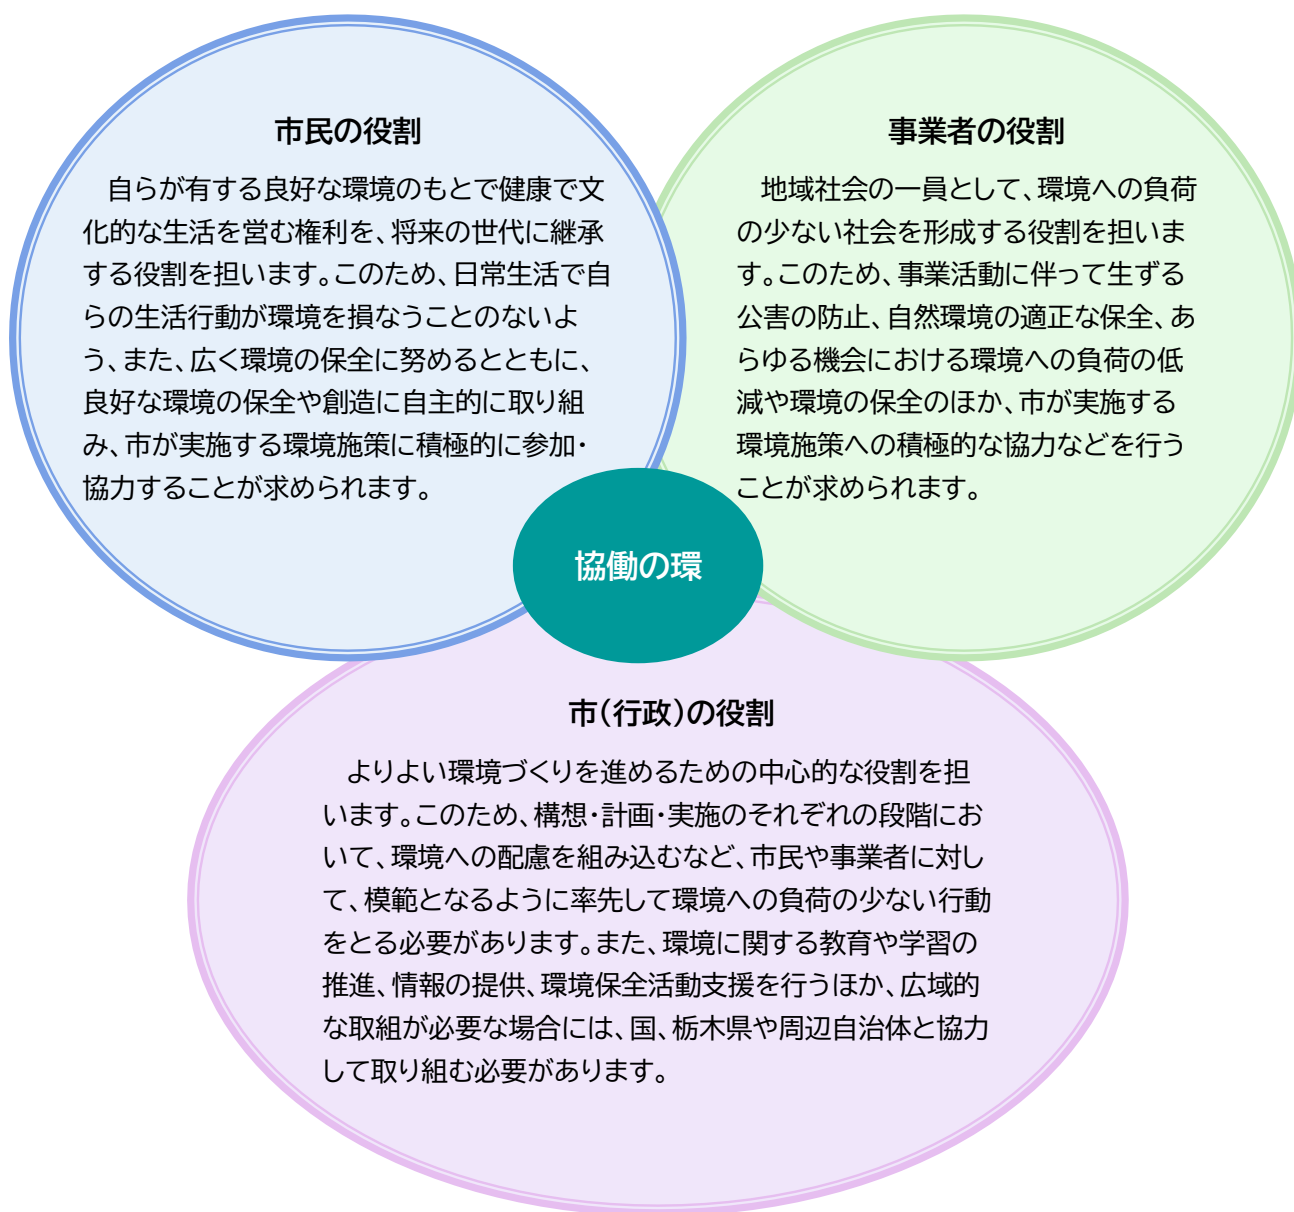 市民の役割
自らが有する良好な環境のもとで健康で文
化的な生活を営む権利を、将来の世代に継承
する役割を担います。このため、日常生活で自
らの生活行動が環境を損なうことのないよ
う、また、広く環境の保全に努めるとともに、
良好な環境の保全や創造に自主的に取り組
み、市が実施する環境施策に積極的に参加・
協力することが求められます。
事業者の役割
地域社会の一員として、環境への負荷
の少ない社会を形成する役割を担いま
す。このため、事業活動に伴って生ずる
公害の防止、自然環境の適正な保全、あ
らゆる機会における環境への負荷の低
減や環境の保全のほか、市が実施する
環境施策への積極的な協力などを行う
ことが求められます。
協働の環
市（行政）の役割
よりよい環境づくりを進めるための中心的な役割を担
います。このため、構想・計画・実施のそれぞれの段階にお
いて、環境への配慮を組み込むなど、市民や事業者に対し
て、模範となるように率先して環境への負荷の少ない行動
をとる必要があります。また、環境に関する教育や学習の
推進、情報の提供、環境保全活動支援を行うほか、広域的
な取組が必要な場合には、国、栃木県や周辺自治体と協力
して取り組む必要があります。